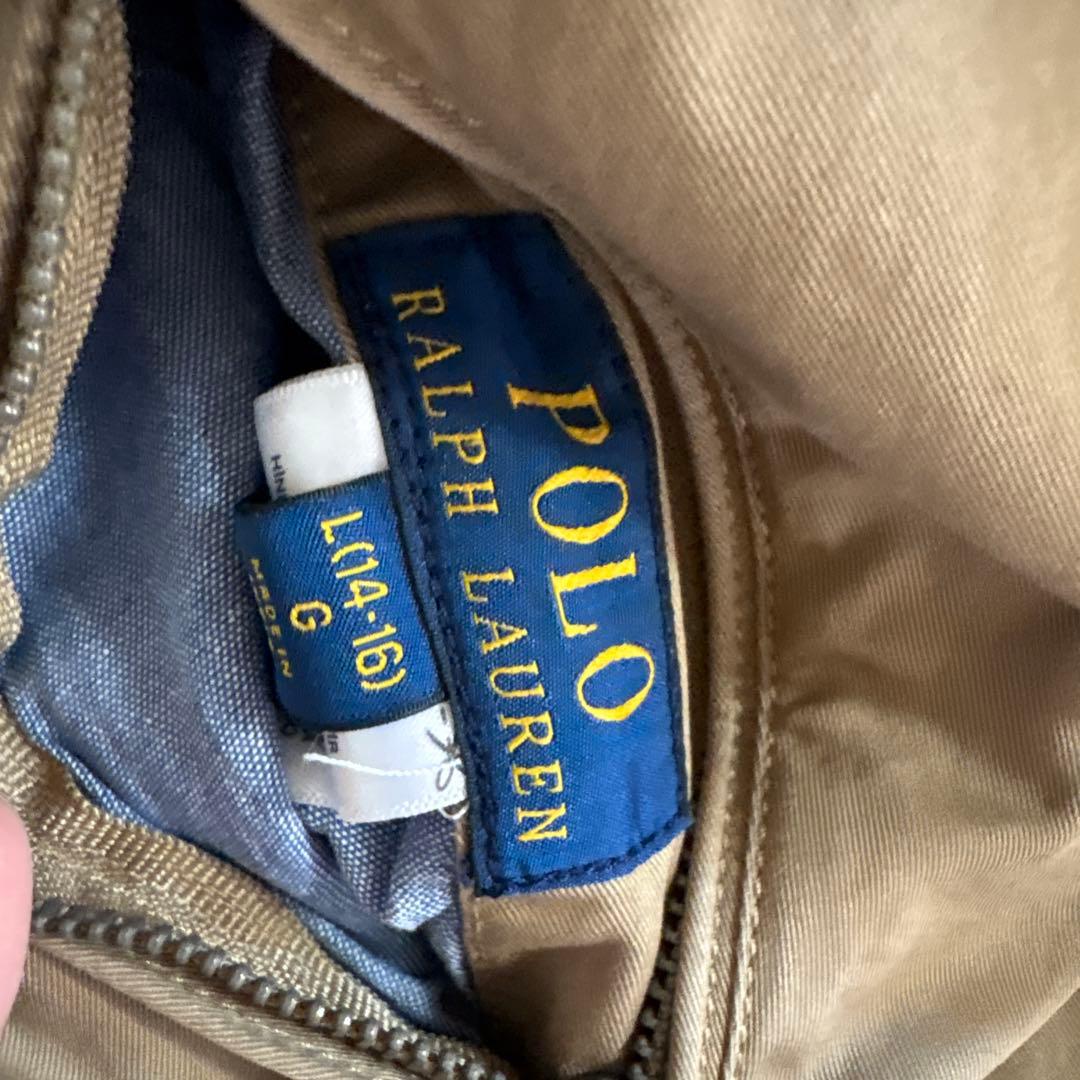 POLO
RALPH LAUREN
L(14-16)
G
MADE IN